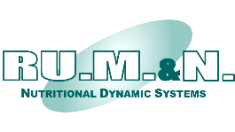 RU.M.&N.
NUTRITIONAL DYNAMIC SYSTEMS